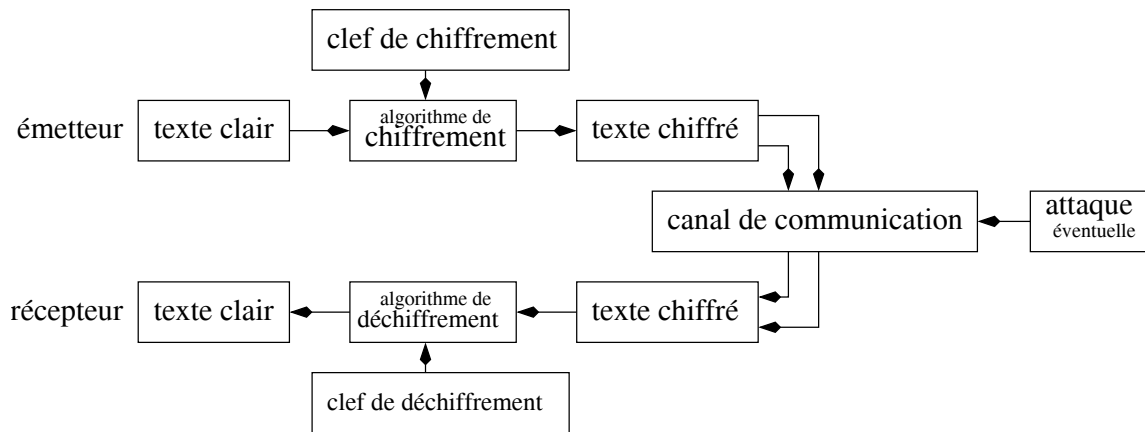 clef de chiffrement
émetteur
texte clair
algorithme de
chiffrement
texte chiffré
canal de communication
attaque
éventuelle
récepteur
texte clair
algorithme de
déchiffrement
texte chiffré
clef de déchiffrement